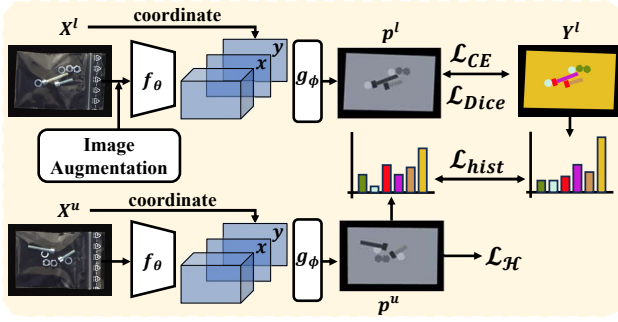 X^l
coordinate
f_θ
x
y
g_ϕ
p^l
ℒ_CE
ℒ_Dice
Y^l
Image
Augmentation
ℒ_hist
X^u
coordinate
f_θ
x
y
g_ϕ
p^u
ℒ_ℋ